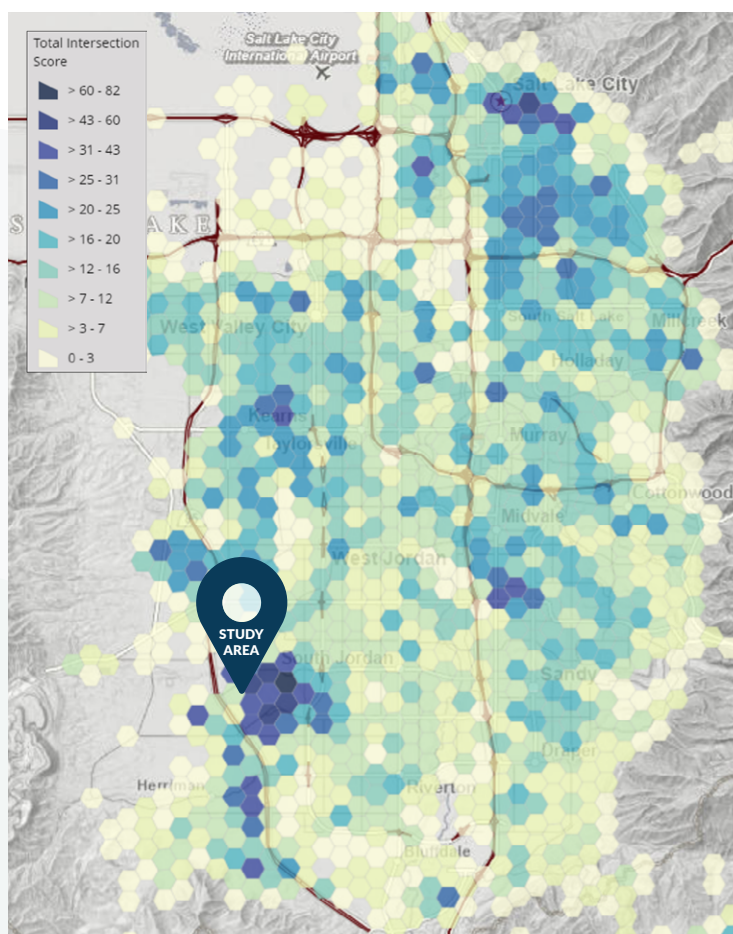 Total Intersection
Score
> 60 - 82
> 43 - 60
> 31 - 43
> 25 - 31
> 20 - 25
> 16 - 20
> 12 - 16
> 7 - 12
> 3 - 7
0 - 3
Salt Lake City
International Airport
Salt Lake City
S
AKE
West Valley City
South Salt Lake
Millcreek
Holladay
Kearns
Taylorsville
Murray
Cottonwood
Midvale
West Jordan
STUDY
AREA
South Jordan
Sandy
Draper
Herriman
Riverton
Bluffdale